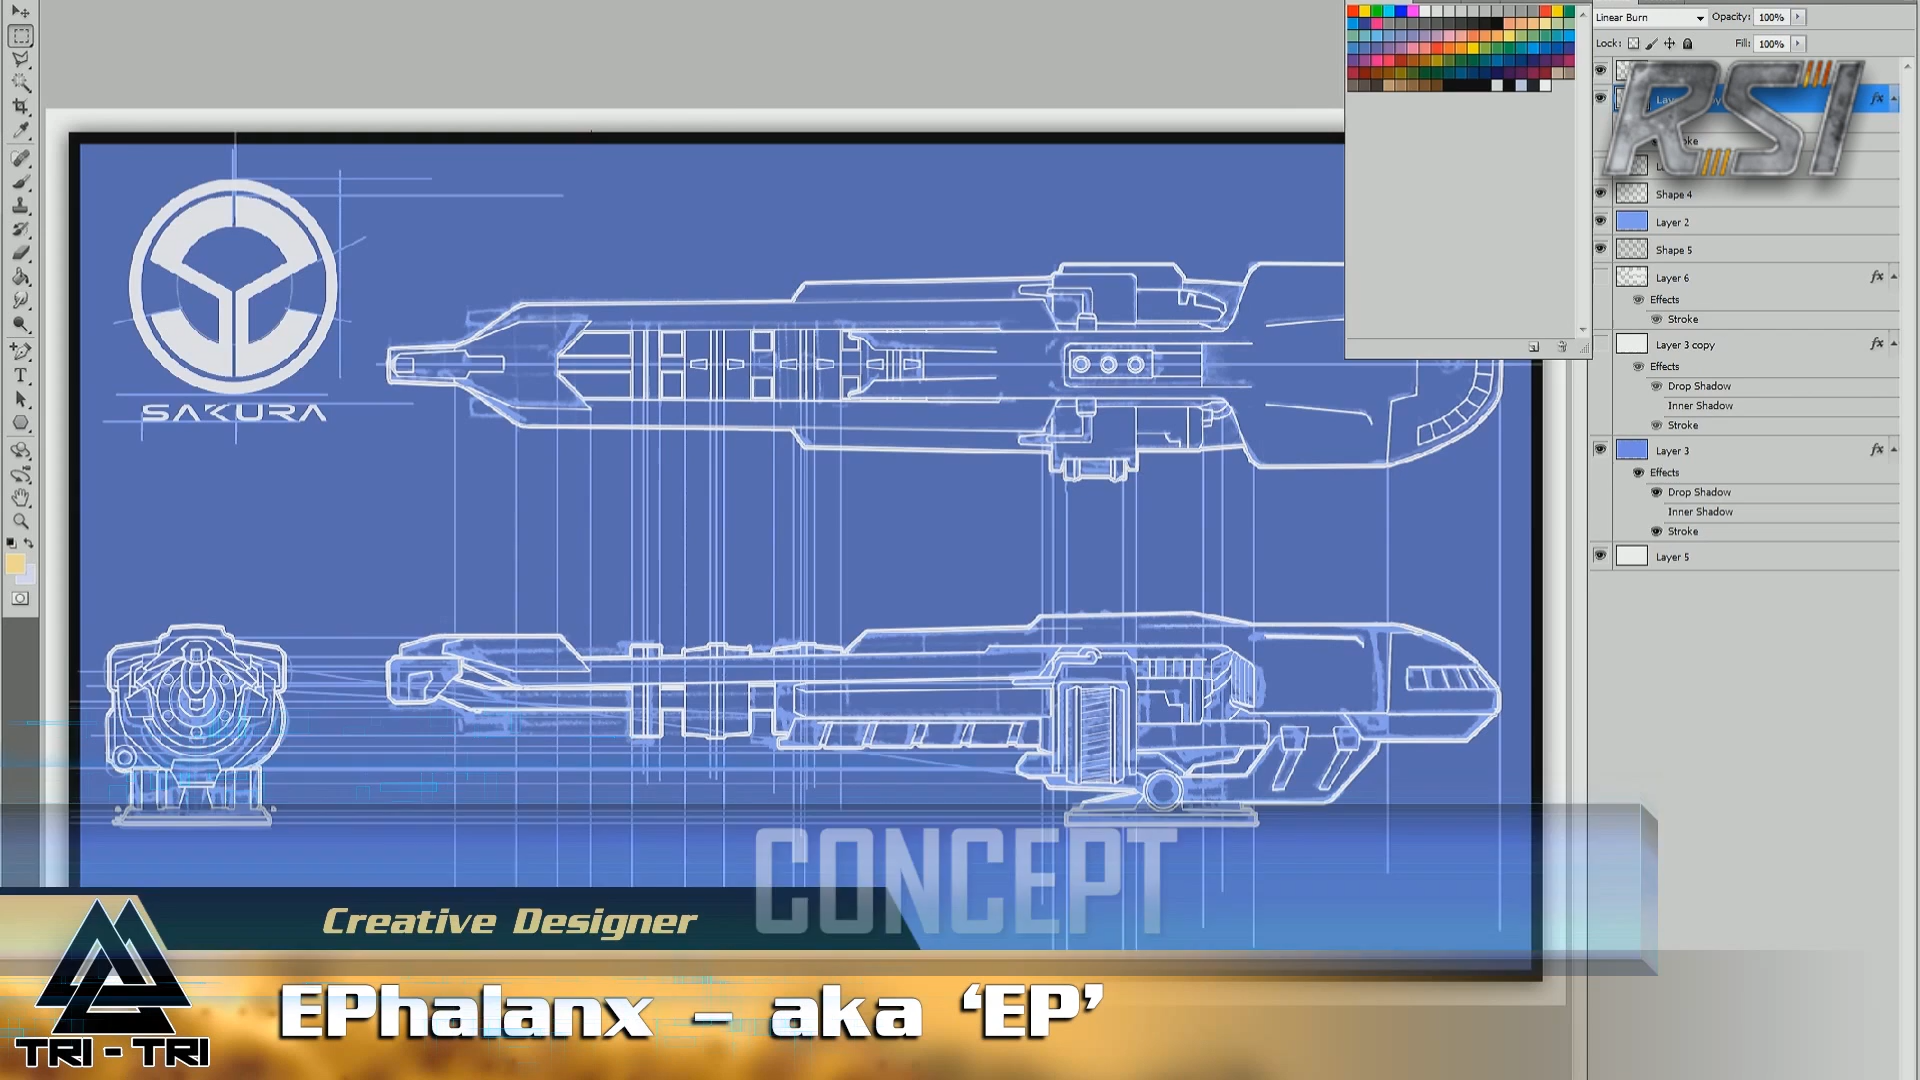 Linear Burn
Opacity: 100%
Lock:
Fill: 100%
RSI
Shape 4
Layer 2
Shape 5
Layer 6
Effects
Stroke
Layer 3 copy
Effects
Drop Shadow
Inner Shadow
Stroke
Layer 3
Effects
Drop Shadow
Inner Shadow
Stroke
Layer 5
SAKURA
CONCEPT
Creative Designer
EPhalanx - aka ‘EP’
TRI-TRI